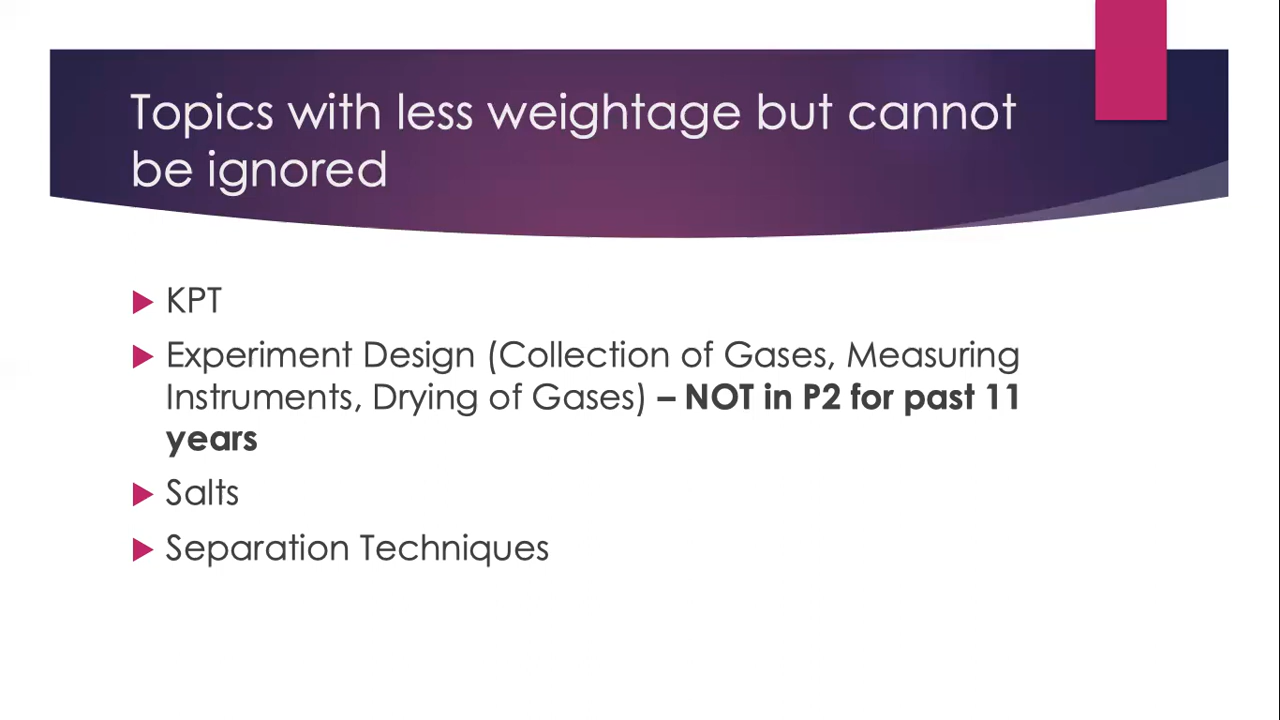 Topics with less weightage but cannot
be ignored
KPT
Experiment Design (Collection of Gases, Measuring
Instruments, Drying of Gases) – NOT in P2 for past 11
years
Salts
Separation Techniques